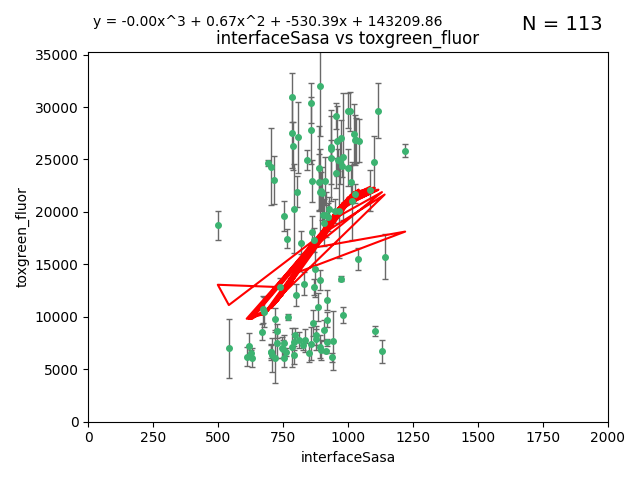 y = -0.00x^3 + 0.67x^2 + -530.39x + 143209.86
N = 113
interfaceSasa vs toxgreen_fluor
35000
30000
25000
20000
15000
10000
5000
0
toxgreen_fluor
0 250 500 750 1000 1250 1500 1750 2000
interfaceSasa